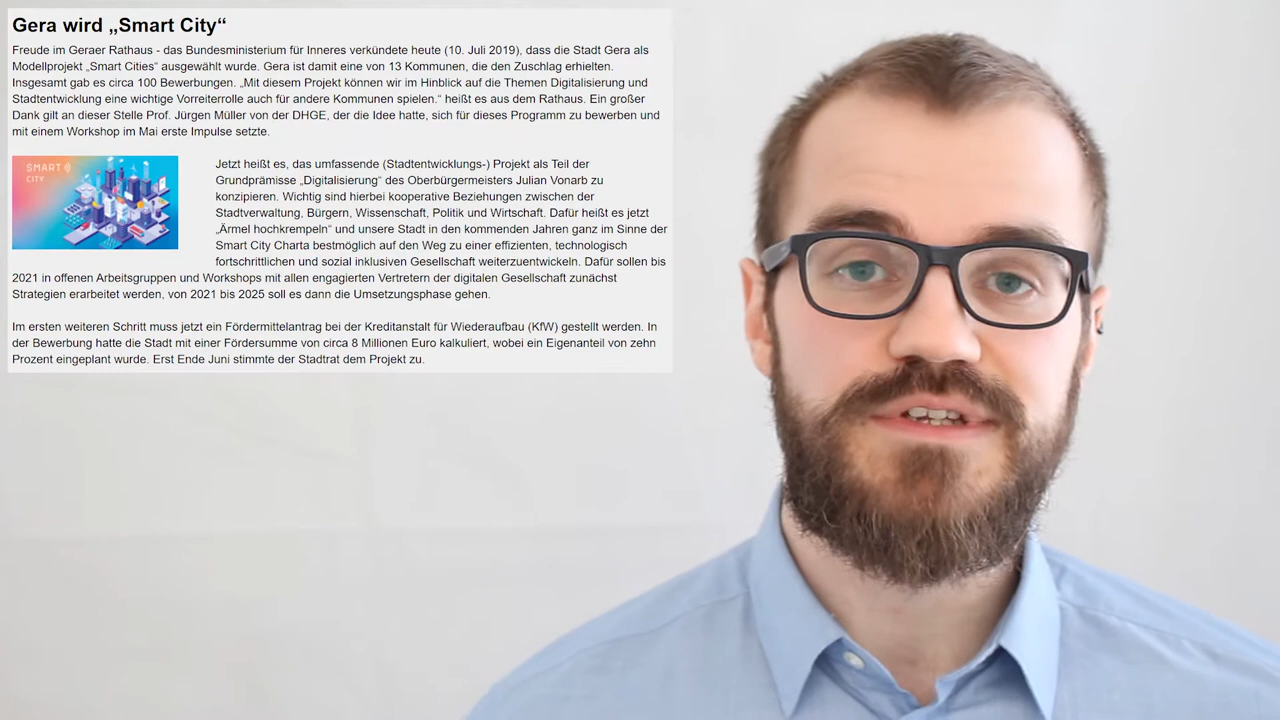 Gera wird „Smart City“
Freude im Geraer Rathaus - das Bundesministerium für Inneres verkündete heute (10. Juli 2019), dass die Stadt Gera als
Modellprojekt „Smart Cities“ ausgewählt wurde. Gera ist damit eine von 13 Kommunen, die den Zuschlag erhielten.
Insgesamt gab es circa 100 Bewerbungen. „Mit diesem Projekt können wir im Hinblick auf die Themen Digitalisierung und
Stadtentwicklung eine wichtige Vorreiterrolle auch für andere Kommunen spielen.“ heißt es aus dem Rathaus. Ein großer
Dank gilt an dieser Stelle Prof. Jürgen Müller von der DHGE, der die Idee hatte, sich für dieses Programm zu bewerben und
mit einem Workshop im Mai erste Impulse setzte.
SMART
CITY
Jetzt heißt es, das umfassende (Stadtentwicklungs-) Projekt als Teil der
Grundprämisse „Digitalisierung“ des Oberbürgermeisters Julian Vonarb zu
konzipieren. Wichtig sind hierbei kooperative Beziehungen zwischen der
Stadtverwaltung, Bürgern, Wissenschaft, Politik und Wirtschaft. Dafür heißt es jetzt
„Ärmel hochkrempeln“ und unsere Stadt in den kommenden Jahren ganz im Sinne der
Smart City Charta bestmöglich auf den Weg zu einer effizienten, technologisch
fortschrittlichen und sozial inklusiven Gesellschaft weiterzuentwickeln. Dafür sollen bis
2021 in offenen Arbeitsgruppen und Workshops mit allen engagierten Vertretern der digitalen Gesellschaft zunächst
Strategien erarbeitet werden, von 2021 bis 2025 soll es dann die Umsetzungsphase gehen.
Im ersten weiteren Schritt muss jetzt ein Fördermittelantrag bei der Kreditanstalt für Wiederaufbau (KfW) gestellt werden. In
der Bewerbung hatte die Stadt mit einer Fördersumme von circa 8 Millionen Euro kalkuliert, wobei ein Eigenanteil von zehn
Prozent eingeplant wurde. Erst Ende Juni stimmte der Stadtrat dem Projekt zu.